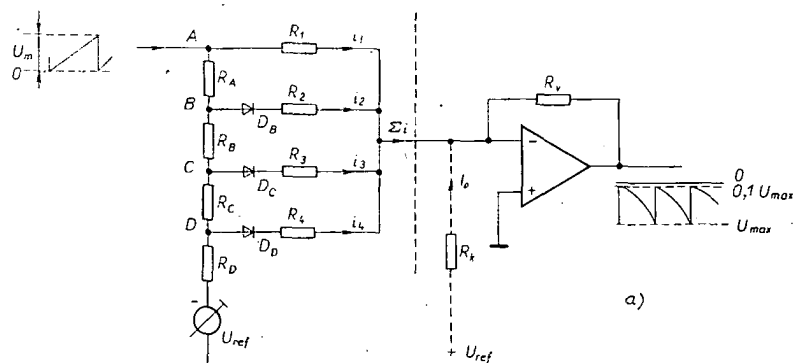 U_m
0
A
R_1
i_1
R_A
B
D_B
R_2
i_2
R_B
C
D_C
R_3
i_3
R_C
D
D_D
R_4
i_4
R_D
-
U_ref
Σi
I_o
R_k
+ U_ref
R_v
-
+
0
0,1 U_max
U_max
a)